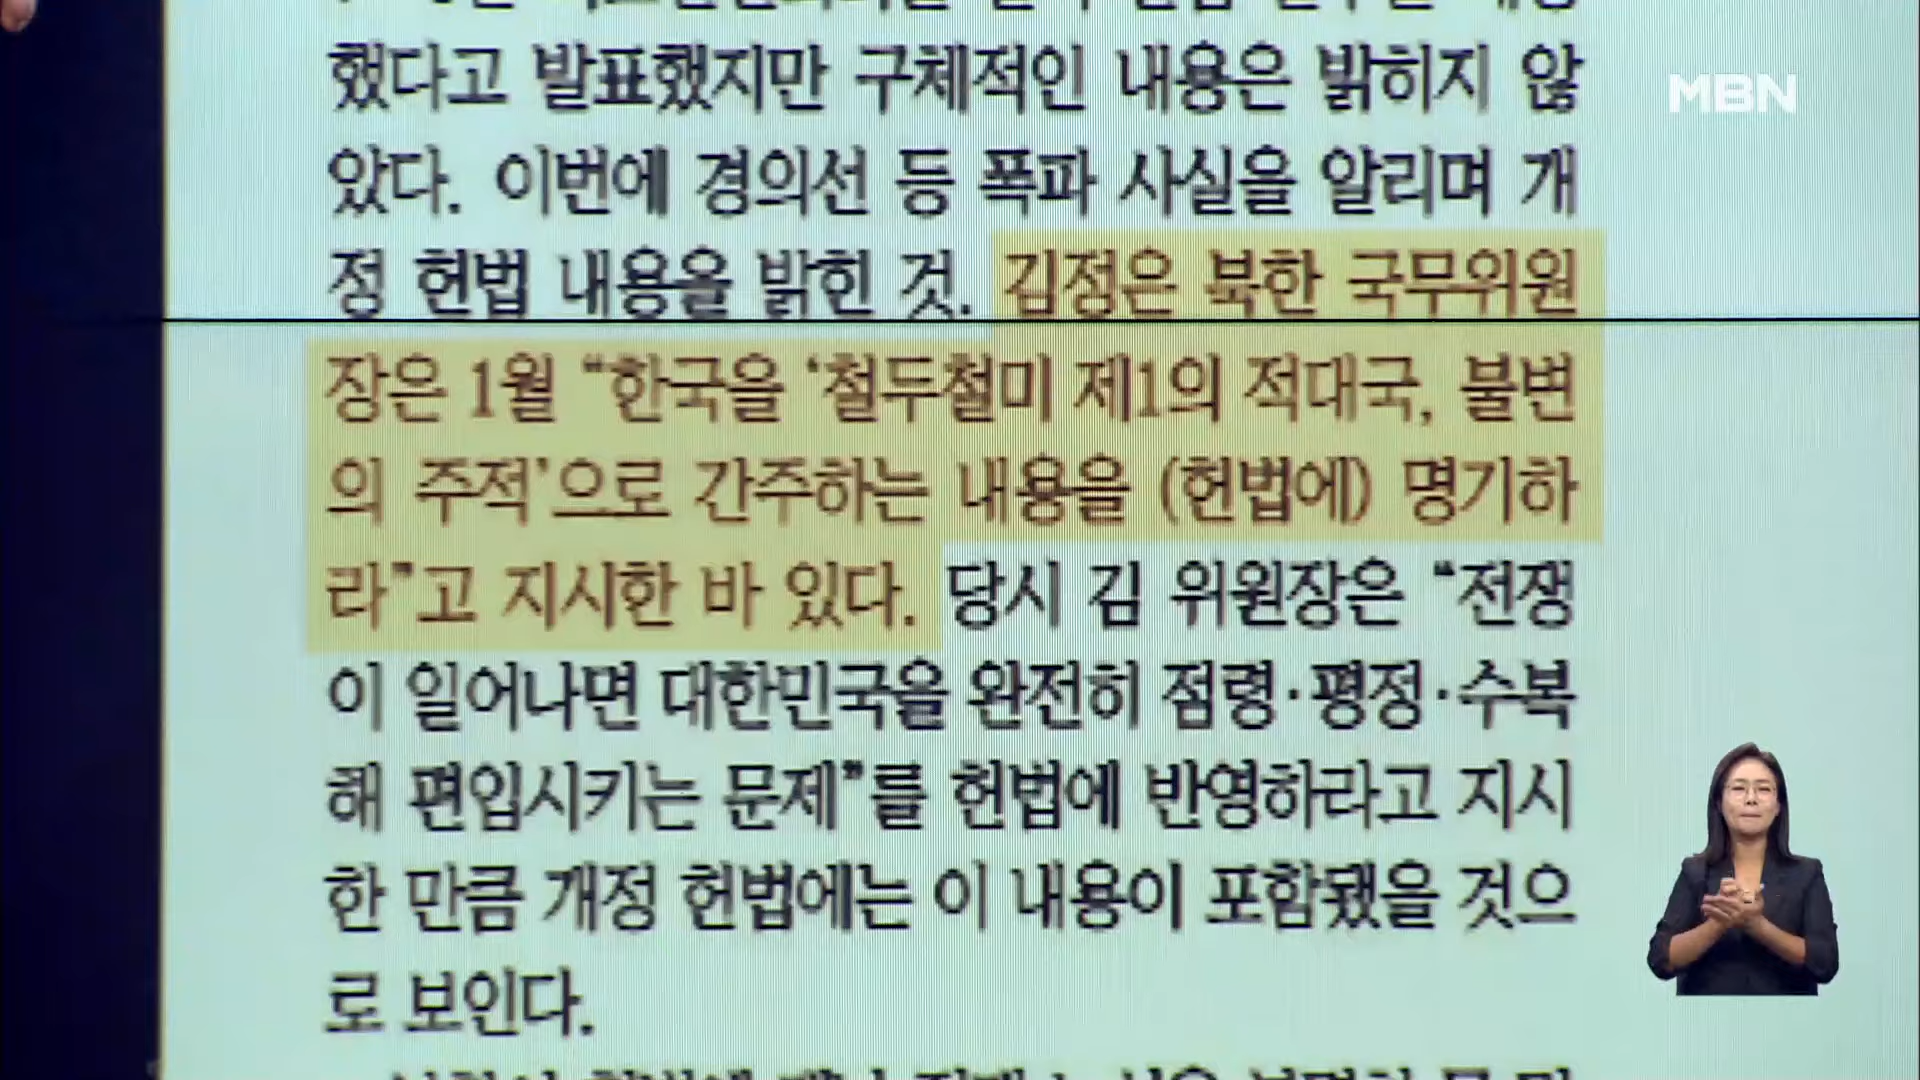 했다고 발표했지만 구체적인 내용은 밝히지 않
았다. 이번에 경의선 등 폭파 사실을 알리며 개
정 헌법 내용을 밝힌 것. 김정은 북한 국무위원
장은 1월 “한국을 ‘철두철미 제1의 적대국, 불변
의 주적’으로 간주하는 내용을 (헌법에) 명기하
라”고 지시한 바 있다. 당시 김 위원장은 “전쟁
이 일어나면 대한민국을 완전히 점령·평정·수복
해 편입시키는 문제”를 헌법에 반영하라고 지시
한 만큼 개정 헌법에는 이 내용이 포함됐을 것으
로 보인다.
MBN